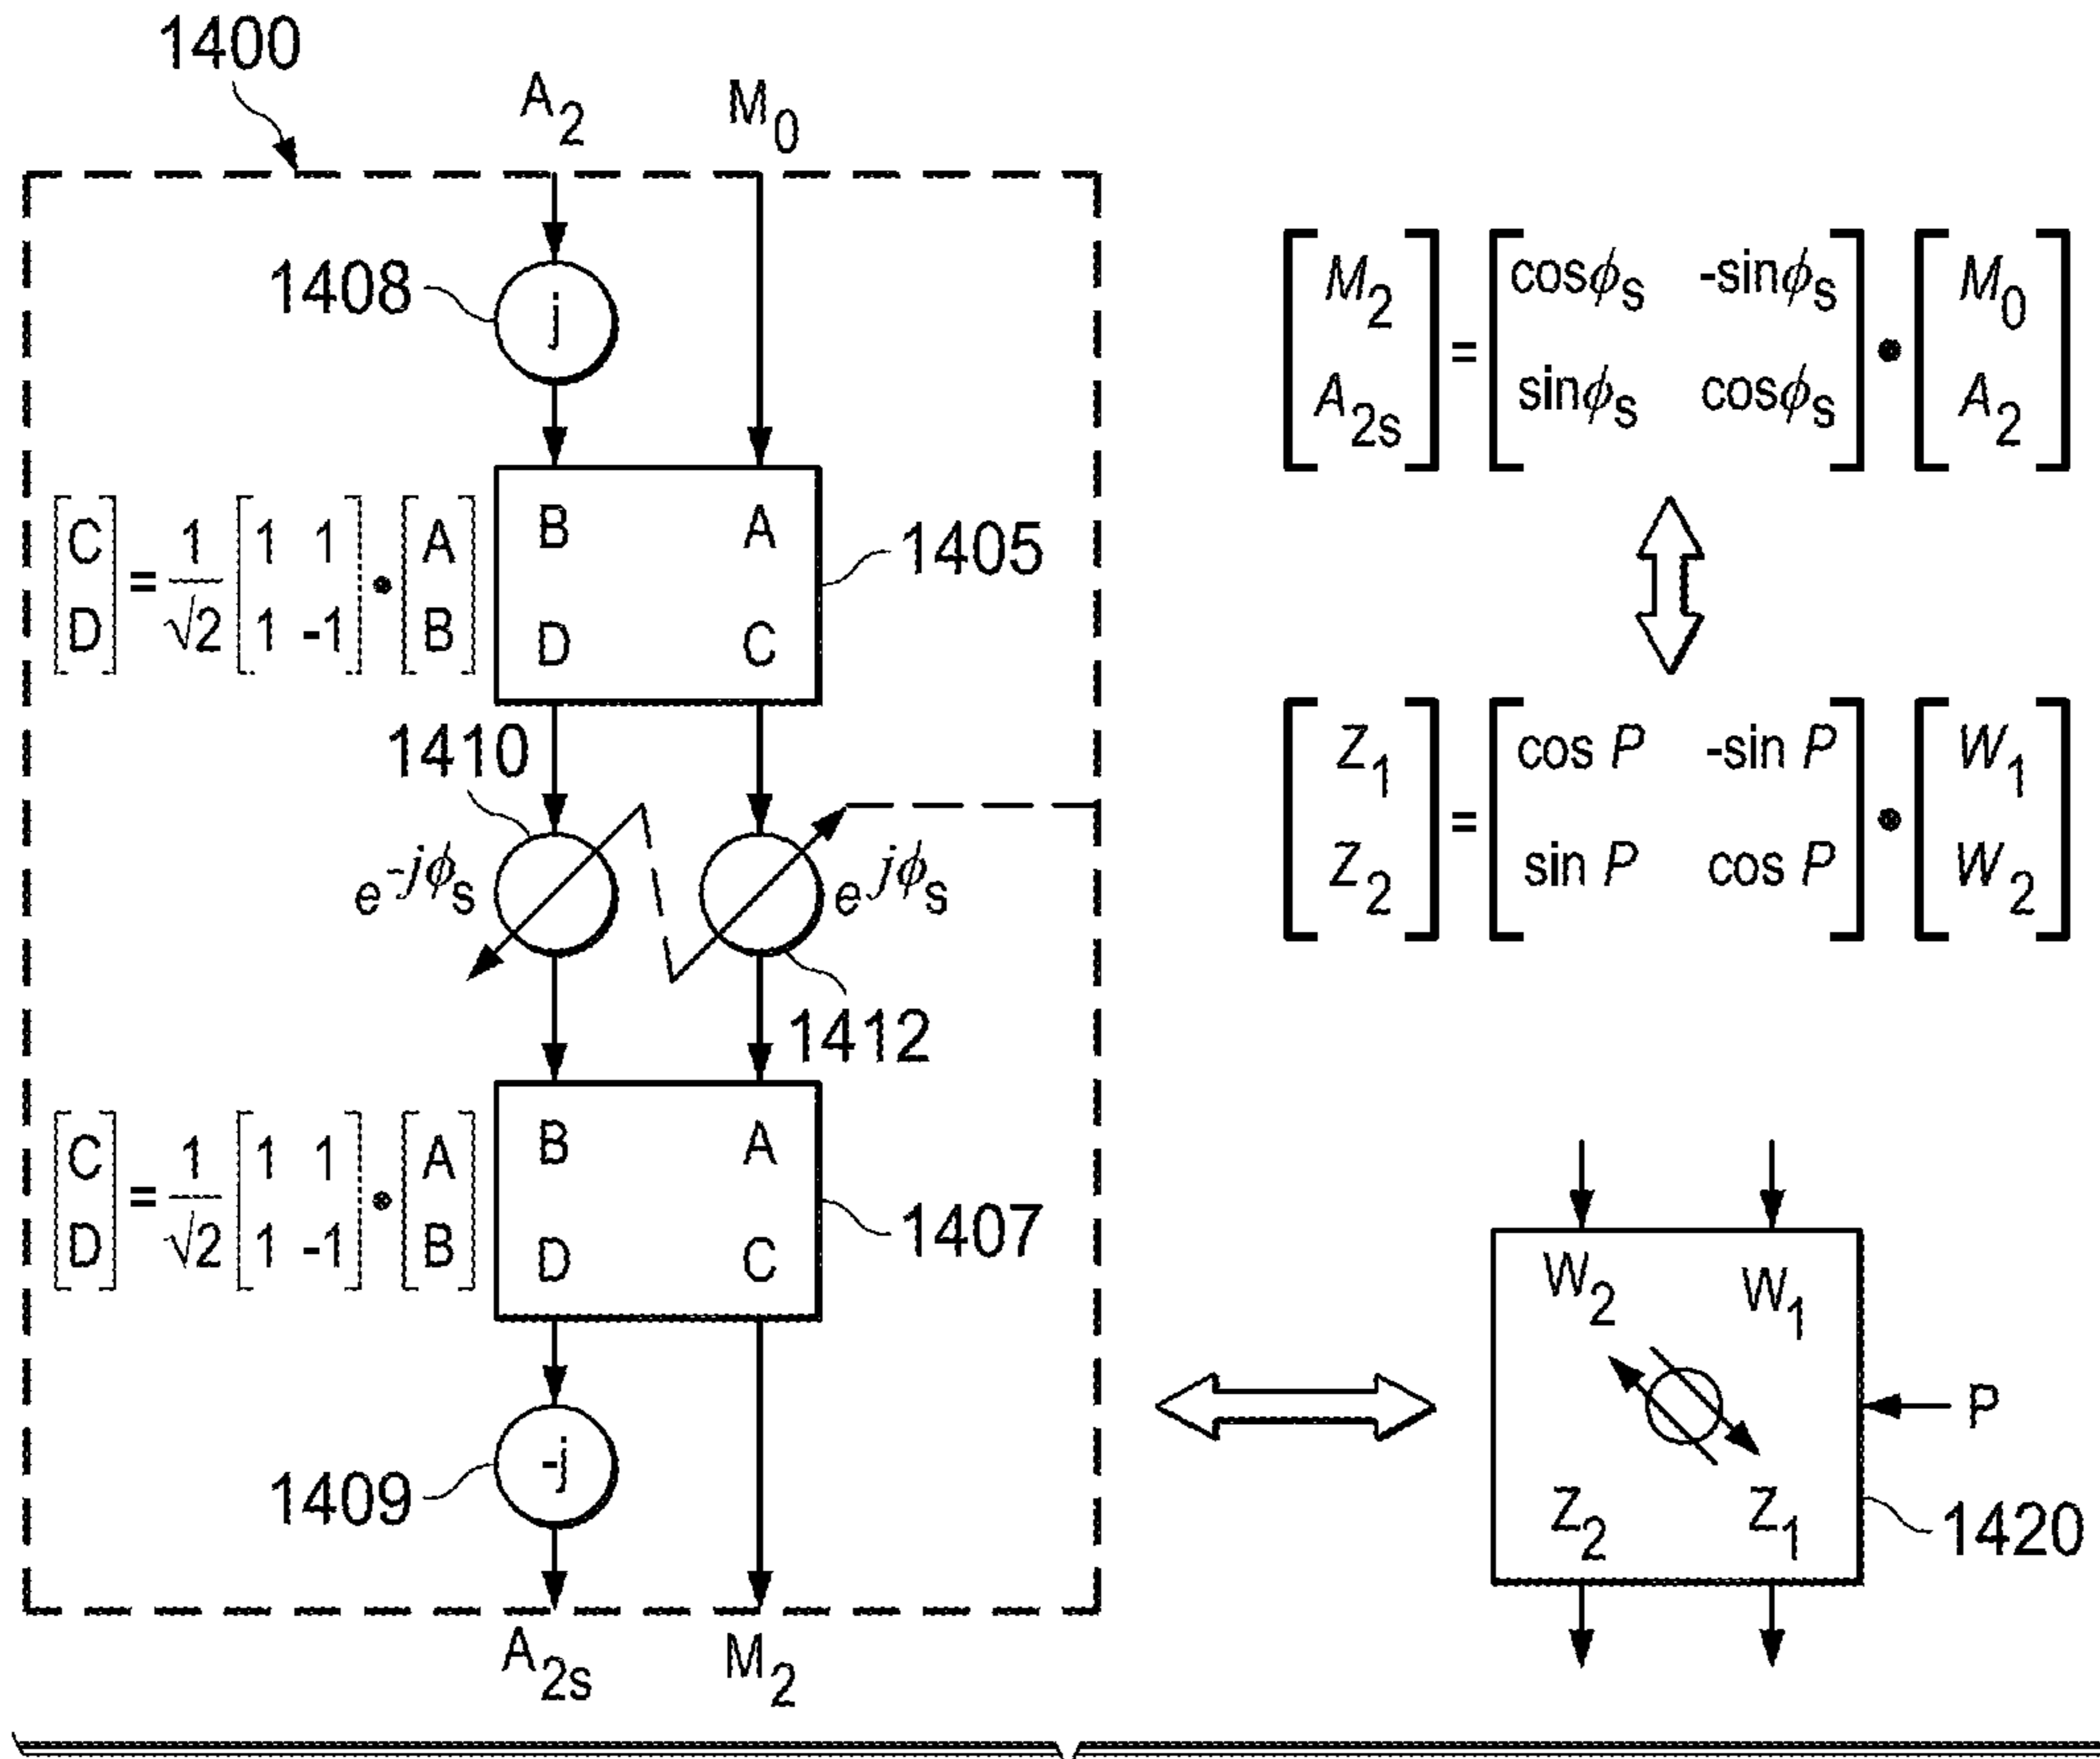 1400
A2 M0
1408
j
[C D] = 1/√2 [1 1 1 -1] • [A B]
B A
D C
1405
1410
e-jϕs
ejϕs
1412
[C D] = 1/√2 [1 1 1 -1] • [A B]
B A
D C
1407
1409
-j
A2s M2
[M2 A2s] = [cosϕs -sinϕs sinϕs cosϕs] • [M0 A2]
[Z1 Z2] = [cos P -sin P sin P cos P] • [W1 W2]
W2 W1
P
Z2 Z1
1420